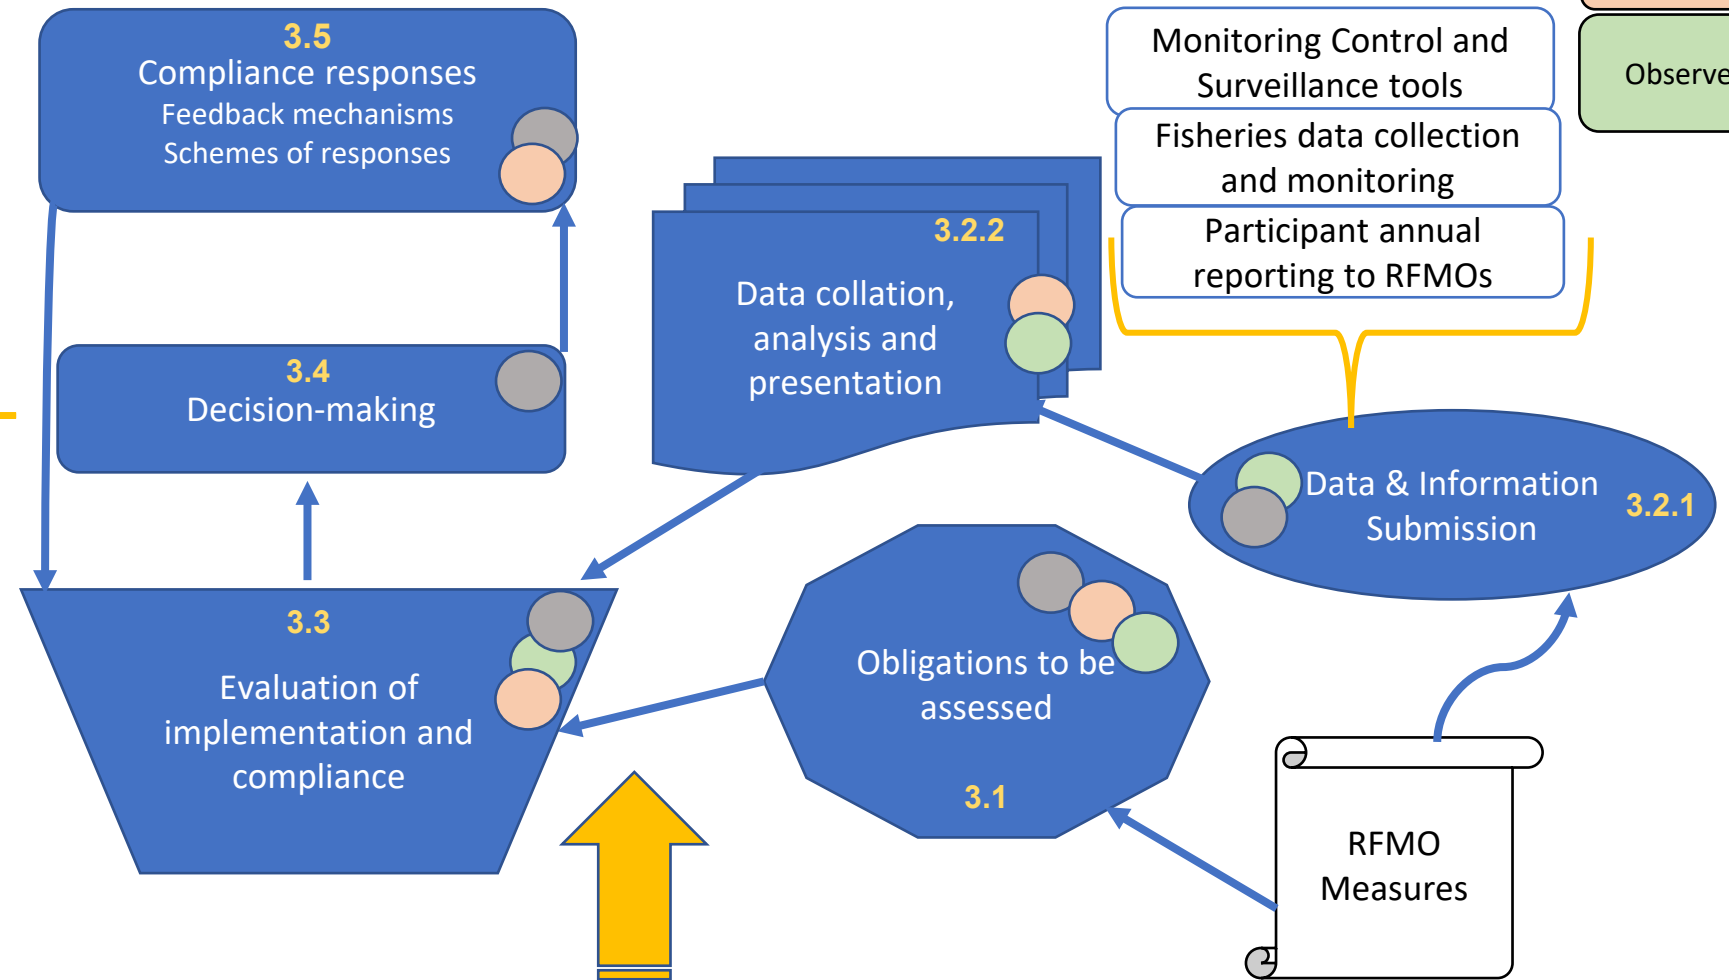 3.5
Compliance responses
Feedback mechanisms
Schemes of responses
Monitoring Control and
Surveillance tools
Fisheries data collection
and monitoring
Participant annual
reporting to RFMOs
3.2.2
Data collation,
analysis and
presentation
3.4
Decision-making
Data & Information
Submission
3.2.1
3.3
Evaluation of
implementation and
compliance
Obligations to be
assessed
3.1
RFMO
Measures